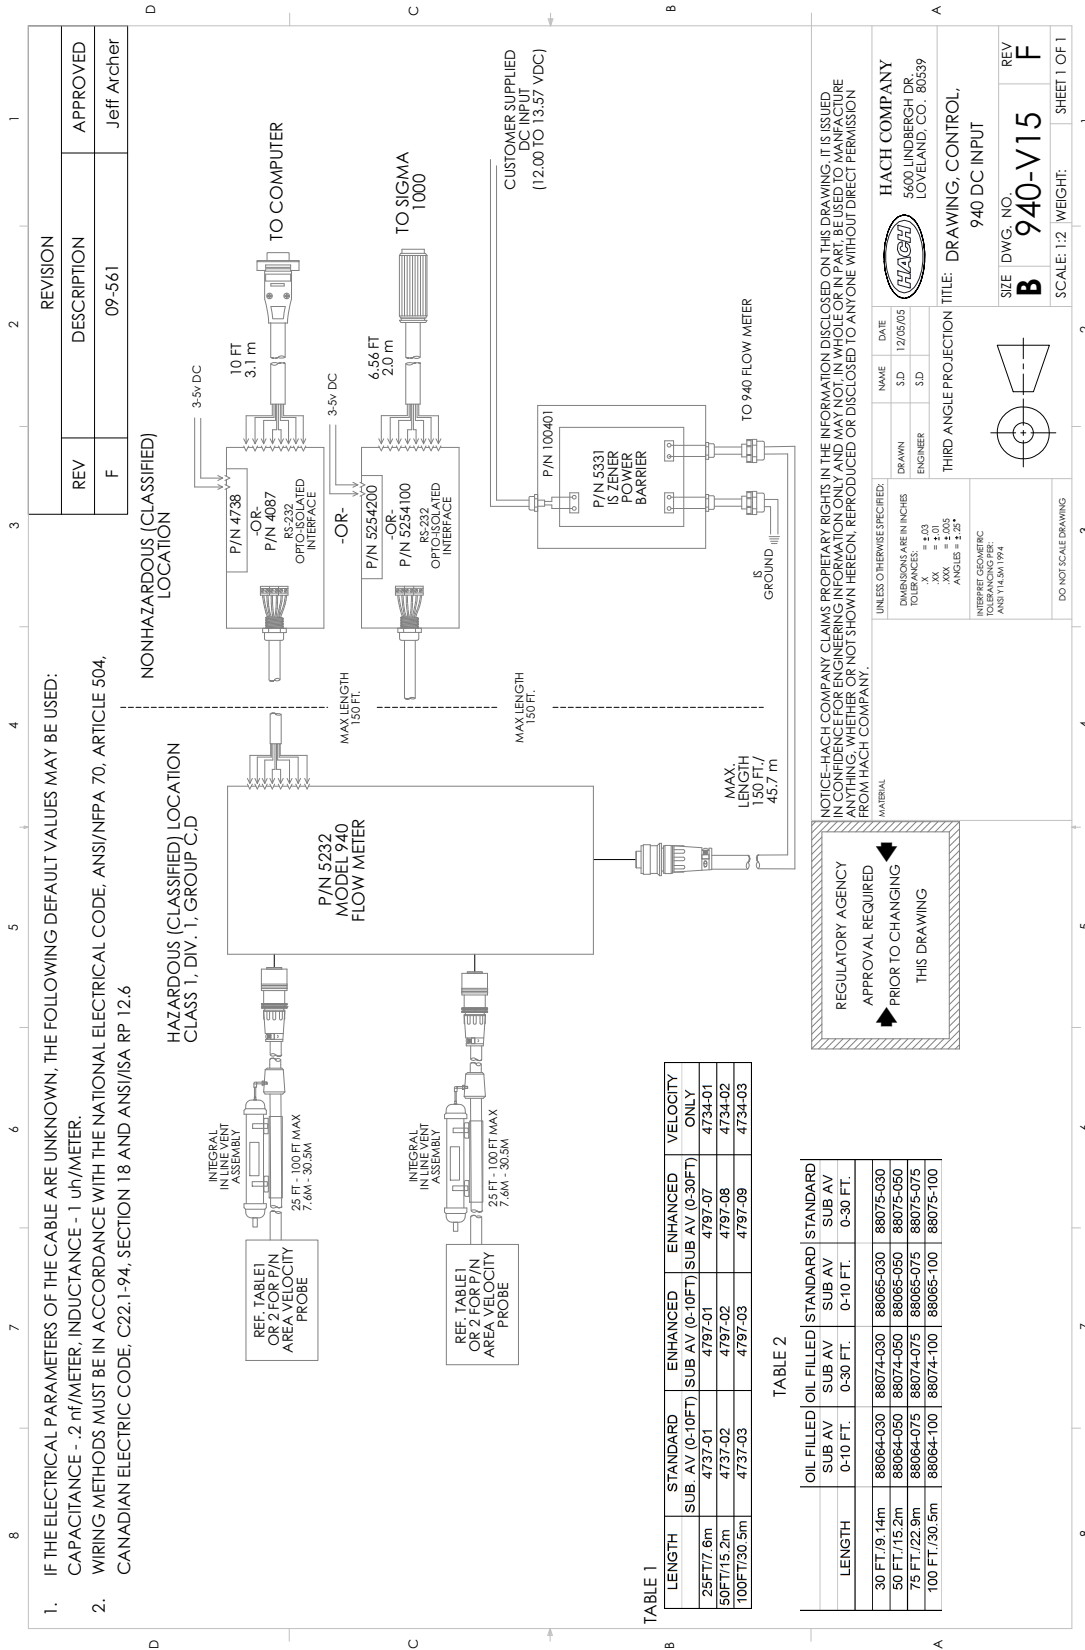 8
7
6
5
4
3
2
1
D
C
B
A
1. IF THE ELECTRICAL PARAMETERS OF THE CABLE ARE UNKNOWN, THE FOLLOWING DEFAULT VALUES MAY BE USED:
CAPACITANCE - .2 nf/METER, INDUCTANCE - 1 uh/METER.
2. WIRING METHODS MUST BE IN ACCORDANCE WITH THE NATIONAL ELECTRICAL CODE, ANSI/NFPA 70, ARTICLE 504,
CANADIAN ELECTRIC CODE, C22.1-94, SECTION 18 AND ANSI/ISA RP 12.6
REVISION
REV DESCRIPTION APPROVED
F 09-561 Jeff Archer
HAZARDOUS (CLASSIFIED) LOCATION
CLASS 1, DIV. 1, GROUP C,D
NONHAZARDOUS (CLASSIFIED)
LOCATION
REF. TABLE1
OR 2 FOR P/N
AREA VELOCITY
PROBE
INTEGRAL
IN LINE VENT
ASSEMBLY
25 FT - 100 FT MAX
7.6M - 30.5M
REF. TABLE1
OR 2 FOR P/N
AREA VELOCITY
PROBE
INTEGRAL
IN LINE VENT
ASSEMBLY
25 FT - 100 FT MAX
7.6M - 30.5M
P/N 5232
MODEL 940
FLOW METER
MAX LENGTH
150 FT.
MAX LENGTH
150 FT.
P/N 4738
-OR-
P/N 4087
RS-232
OPTO-ISOLATED
INTERFACE
3-5v DC
10 FT
3.1 m
TO COMPUTER
-OR-
P/N 5254200
-OR-
P/N 5254100
RS-232
OPTO-ISOLATED
INTERFACE
3-5v DC
6.56 FT
2.0 m
TO SIGMA
1000
CUSTOMER SUPPLIED
DC INPUT
(12.00 TO 13.57 VDC)
P/N 100401
P/N 5331
IS ZENER
POWER
BARRIER
IS
GROUND
TO 940 FLOW METER
MAX.
LENGTH
150 FT./
45.7 m
TABLE 1
LENGTH STANDARD SUB. AV (0-10FT) ENHANCED SUB AV (0-10FT) ENHANCED SUB AV (0-30FT) VELOCITY ONLY
25FT/7.6m 4737-01 4797-01 4797-07 4734-01
50FT/15.2m 4737-02 4797-02 4797-08 4734-02
100FT/30.5m 4737-03 4797-03 4797-09 4734-03
TABLE 2
OIL FILLED OIL FILLED STANDARD STANDARD
SUB AV SUB AV SUB AV SUB AV
LENGTH 0-10 FT. 0-30 FT. 0-10 FT. 0-30 FT.
30 FT./9.14m 88064-030 88074-030 88065-030 88075-030
50 FT./15.2m 88064-050 88074-050 88065-050 88075-050
75 FT./22.9m 88064-075 88074-075 88065-075 88075-075
100 FT./30.5m 88064-100 88074-100 88065-100 88075-100
REGULATORY AGENCY
APPROVAL REQUIRED
PRIOR TO CHANGING
THIS DRAWING
NOTICE--HACH COMPANY CLAIMS PROPIETARY RIGHTS IN THE INFORMATION DISCLOSED ON THIS DRAWING. IT IS ISSUED
IN CONFIDENCE FOR ENGINEERING INFORMATION ONLY AND MAY NOT, IN WHOLE OR IN PART, BE USED TO MANFACTURE
ANYTHING, WHETHER OR NOT SHOWN HEREON, REPRODUCED OR DISCLOSED TO ANYONE WITHOUT DIRECT PERMISSION
FROM HACH COMPANY.
MATERIAL
UNLESS OTHERWISE SPECIFIED:
DIMENSIONS ARE IN INCHES
TOLERANCES:
.X = ±.03
.XX = ±.01
.XXX = ±.005
ANGLES = ±.25°
INTERPRET GEOMETRIC
TOLERANCING PER:
ANSI Y14.5M 1994
DO NOT SCALE DRAWING
NAME DATE
DRAWN S.D 12/05/05
ENGINEER S.D
THIRD ANGLE PROJECTION
HACH
HACH COMPANY
5600 LINDBERGH DR.
LOVELAND, CO. 80539
TITLE: DRAWING, CONTROL,
940 DC INPUT
SIZE DWG. NO. REV
B 940-V15 F
SCALE: 1:2 WEIGHT: SHEET 1 OF 1
D
C
B
A
8
7
6
5
4
3
2
1